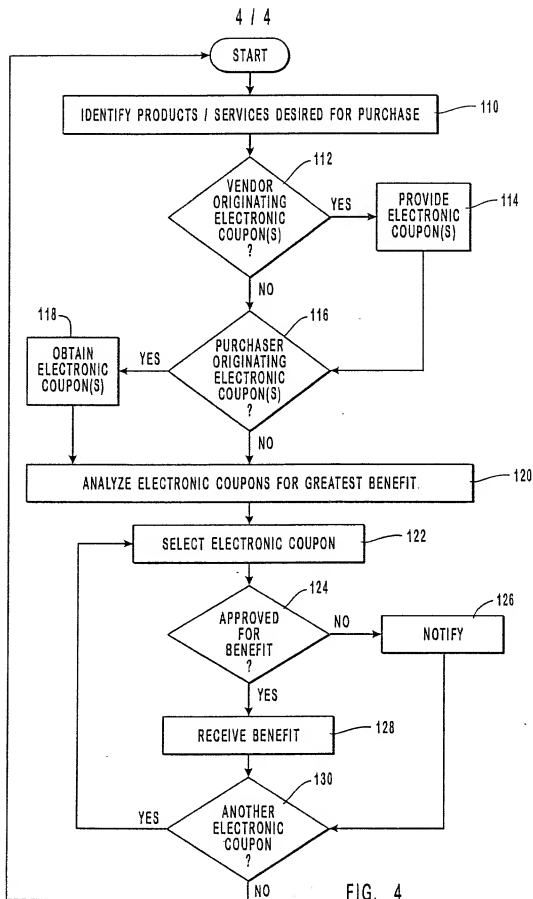 4 / 4
START
IDENTIFY PRODUCTS / SERVICES DESIRED FOR PURCHASE
110
112
VENDOR
ORIGINATING
ELECTRONIC
COUPON(S)
?
YES
PROVIDE
ELECTRONIC
COUPON(S)
114
NO
118
116
OBTAIN
ELECTRONIC
COUPON(S)
YES
PURCHASER
ORIGINATING
ELECTRONIC
COUPON(S)
?
NO
ANALYZE ELECTRONIC COUPONS FOR GREATEST BENEFIT.
120
SELECT ELECTRONIC COUPON
122
124
APPROVED
FOR
BENEFIT
?
NO
126
NOTIFY
YES
RECEIVE BENEFIT
128
130
YES
ANOTHER
ELECTRONIC
COUPON
?
NO
FIG. 4